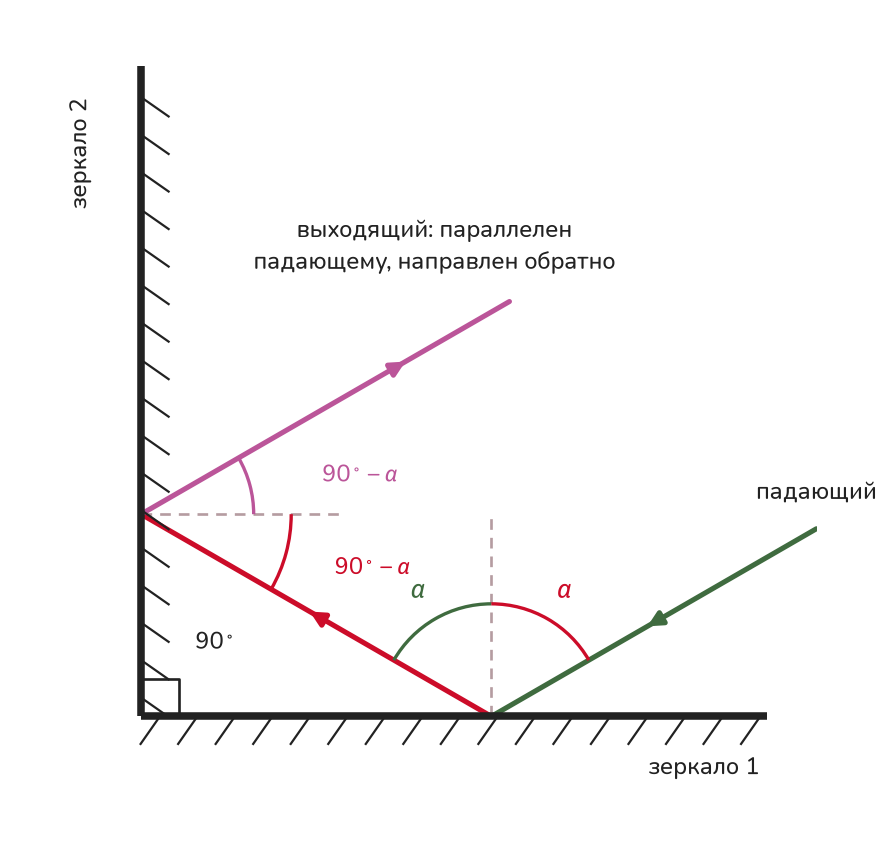 зеркало 2
выходящий: параллелен
падающему, направлен обратно
90° – α
падающий
90° – α
α
α
90°
зеркало 1